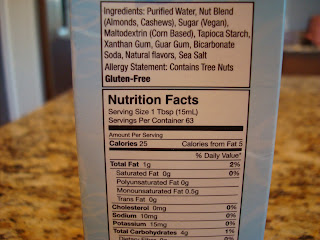 Ingredients: Purified Water, Nut Blend
(Almonds, Cashews), Sugar (Vegan),
Maltodextrin (Corn Based), Tapioca Starch,
Xanthan Gum, Guar Gum, Bicarbonate
Soda, Natural flavors, Sea Salt
Allergy Statement: Contains Tree Nuts
Gluten-Free
Nutrition Facts
Serving Size 1 Tbsp (15mL)
Servings Per Container 63
Amount Per Serving
Calories 25 Calories from Fat 5
% Daily Value*
Total Fat 1g 2%
Saturated Fat 0g 0%
Polyunsaturated Fat 0g
Monounsaturated Fat 0.5g
Trans Fat 0g
Cholesterol 0mg 0%
Sodium 10mg 0%
Potassium 15mg 0%
Total Carbohydrates 4g 1%